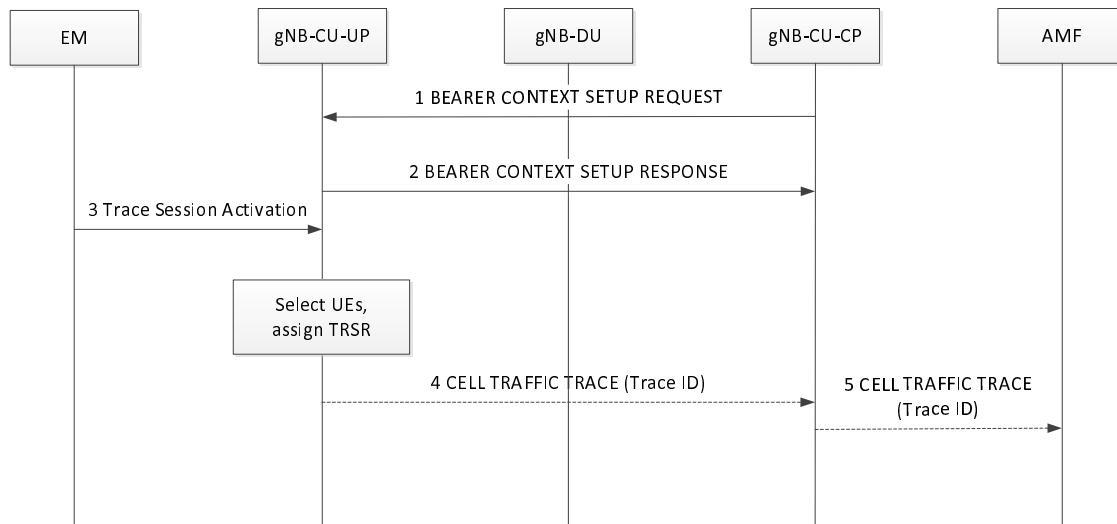 EM
gNB-CU-UP
gNB-DU
gNB-CU-CP
AMF
1 BEARER CONTEXT SETUP REQUEST
2 BEARER CONTEXT SETUP RESPONSE
3 Trace Session Activation
Select UEs,
assign TRSR
4 CELL TRAFFIC TRACE (Trace ID)
5 CELL TRAFFIC TRACE
(Trace ID)